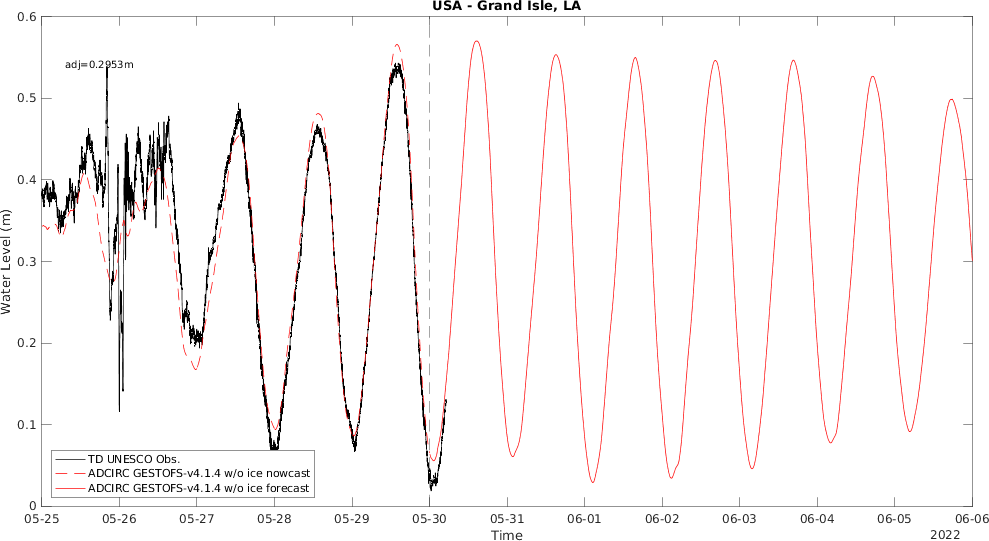 USA - Grand Isle, LA
adj=0.2953m
0.6
0.5
0.4
0.3
0.2
0.1
0
Water Level (m)
TD UNESCO Obs.
ADCIRC GESTOFS-v4.1.4 w/o ice nowcast
ADCIRC GESTOFS-v4.1.4 w/o ice forecast
05-25 05-26 05-27 05-28 05-29 05-30 05-31 06-01 06-02 06-03 06-04 06-05 06-06
Time
2022